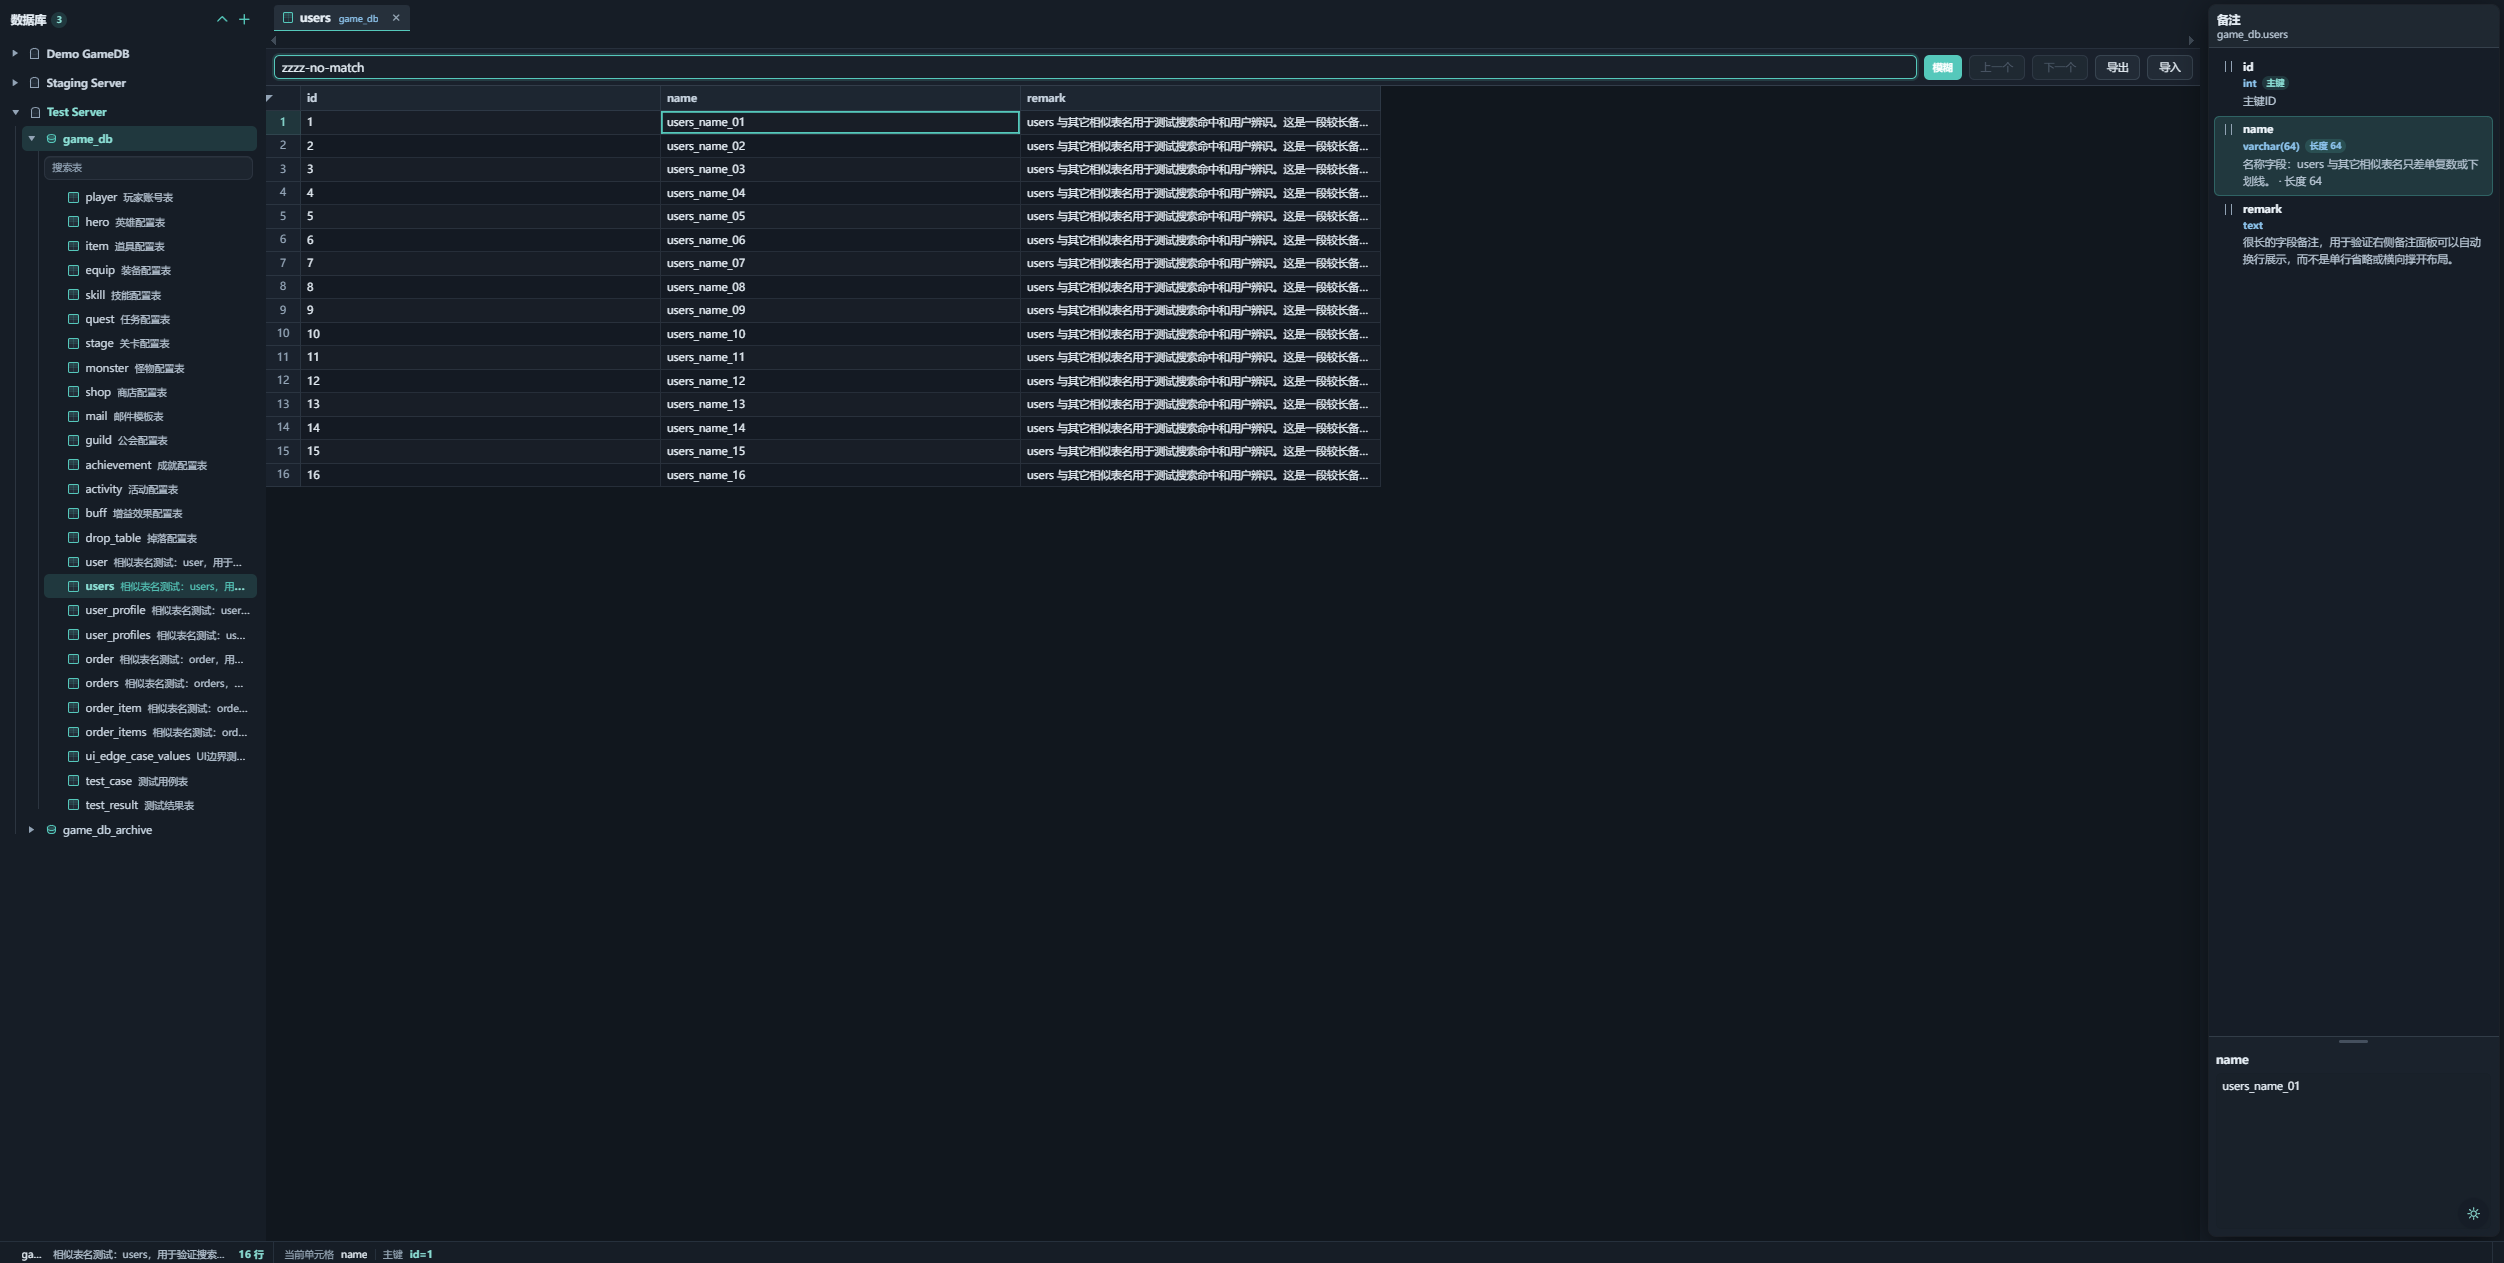 数据库 3
Demo GameDB
Staging Server
Test Server
game_db
搜索表
player 玩家账号表
hero 英雄配置表
item 道具配置表
equip 装备配置表
skill 技能配置表
quest 任务配置表
stage 关卡配置表
monster 怪物配置表
shop 商店配置表
mail 邮件模板表
guild 公会配置表
achievement 成就配置表
activity 活动配置表
buff 增益效果配置表
drop_table 掉落配置表
user 相似表名测试：user，用于...
users 相似表名测试：users，用...
user_profile 相似表名测试：user...
user_profiles 相似表名测试：us...
order 相似表名测试：order，用...
orders 相似表名测试：orders，...
order_item 相似表名测试：orde...
order_items 相似表名测试：ord...
ui_edge_case_values UI边界测...
test_case 测试用例表
test_result 测试结果表
game_db_archive
users game_db
zzzz-no-match 模糊 上一个 下一个 导出 导入
id name remark
1 1 users_name_01 users 与其它相似表名用于测试搜索命中和用户辨识。这是一段较长备...
2 2 users_name_02 users 与其它相似表名用于测试搜索命中和用户辨识。这是一段较长备...
3 3 users_name_03 users 与其它相似表名用于测试搜索命中和用户辨识。这是一段较长备...
4 4 users_name_04 users 与其它相似表名用于测试搜索命中和用户辨识。这是一段较长备...
5 5 users_name_05 users 与其它相似表名用于测试搜索命中和用户辨识。这是一段较长备...
6 6 users_name_06 users 与其它相似表名用于测试搜索命中和用户辨识。这是一段较长备...
7 7 users_name_07 users 与其它相似表名用于测试搜索命中和用户辨识。这是一段较长备...
8 8 users_name_08 users 与其它相似表名用于测试搜索命中和用户辨识。这是一段较长备...
9 9 users_name_09 users 与其它相似表名用于测试搜索命中和用户辨识。这是一段较长备...
10 10 users_name_10 users 与其它相似表名用于测试搜索命中和用户辨识。这是一段较长备...
11 11 users_name_11 users 与其它相似表名用于测试搜索命中和用户辨识。这是一段较长备...
12 12 users_name_12 users 与其它相似表名用于测试搜索命中和用户辨识。这是一段较长备...
13 13 users_name_13 users 与其它相似表名用于测试搜索命中和用户辨识。这是一段较长备...
14 14 users_name_14 users 与其它相似表名用于测试搜索命中和用户辨识。这是一段较长备...
15 15 users_name_15 users 与其它相似表名用于测试搜索命中和用户辨识。这是一段较长备...
16 16 users_name_16 users 与其它相似表名用于测试搜索命中和用户辨识。这是一段较长备...
备注
game_db.users
id
int 主键
主键ID
name
varchar(64) 长度 64
名称字段：users 与其它相似表名只差单复数或下
划线。 · 长度 64
remark
text
很长的字段备注，用于验证右侧备注面板可以自动
换行展示，而不是单行省略或横向撑开布局。
name
users_name_01
ga... 相似表名测试：users，用于验证搜索... 16 行 当前单元格 name 主键 id=1